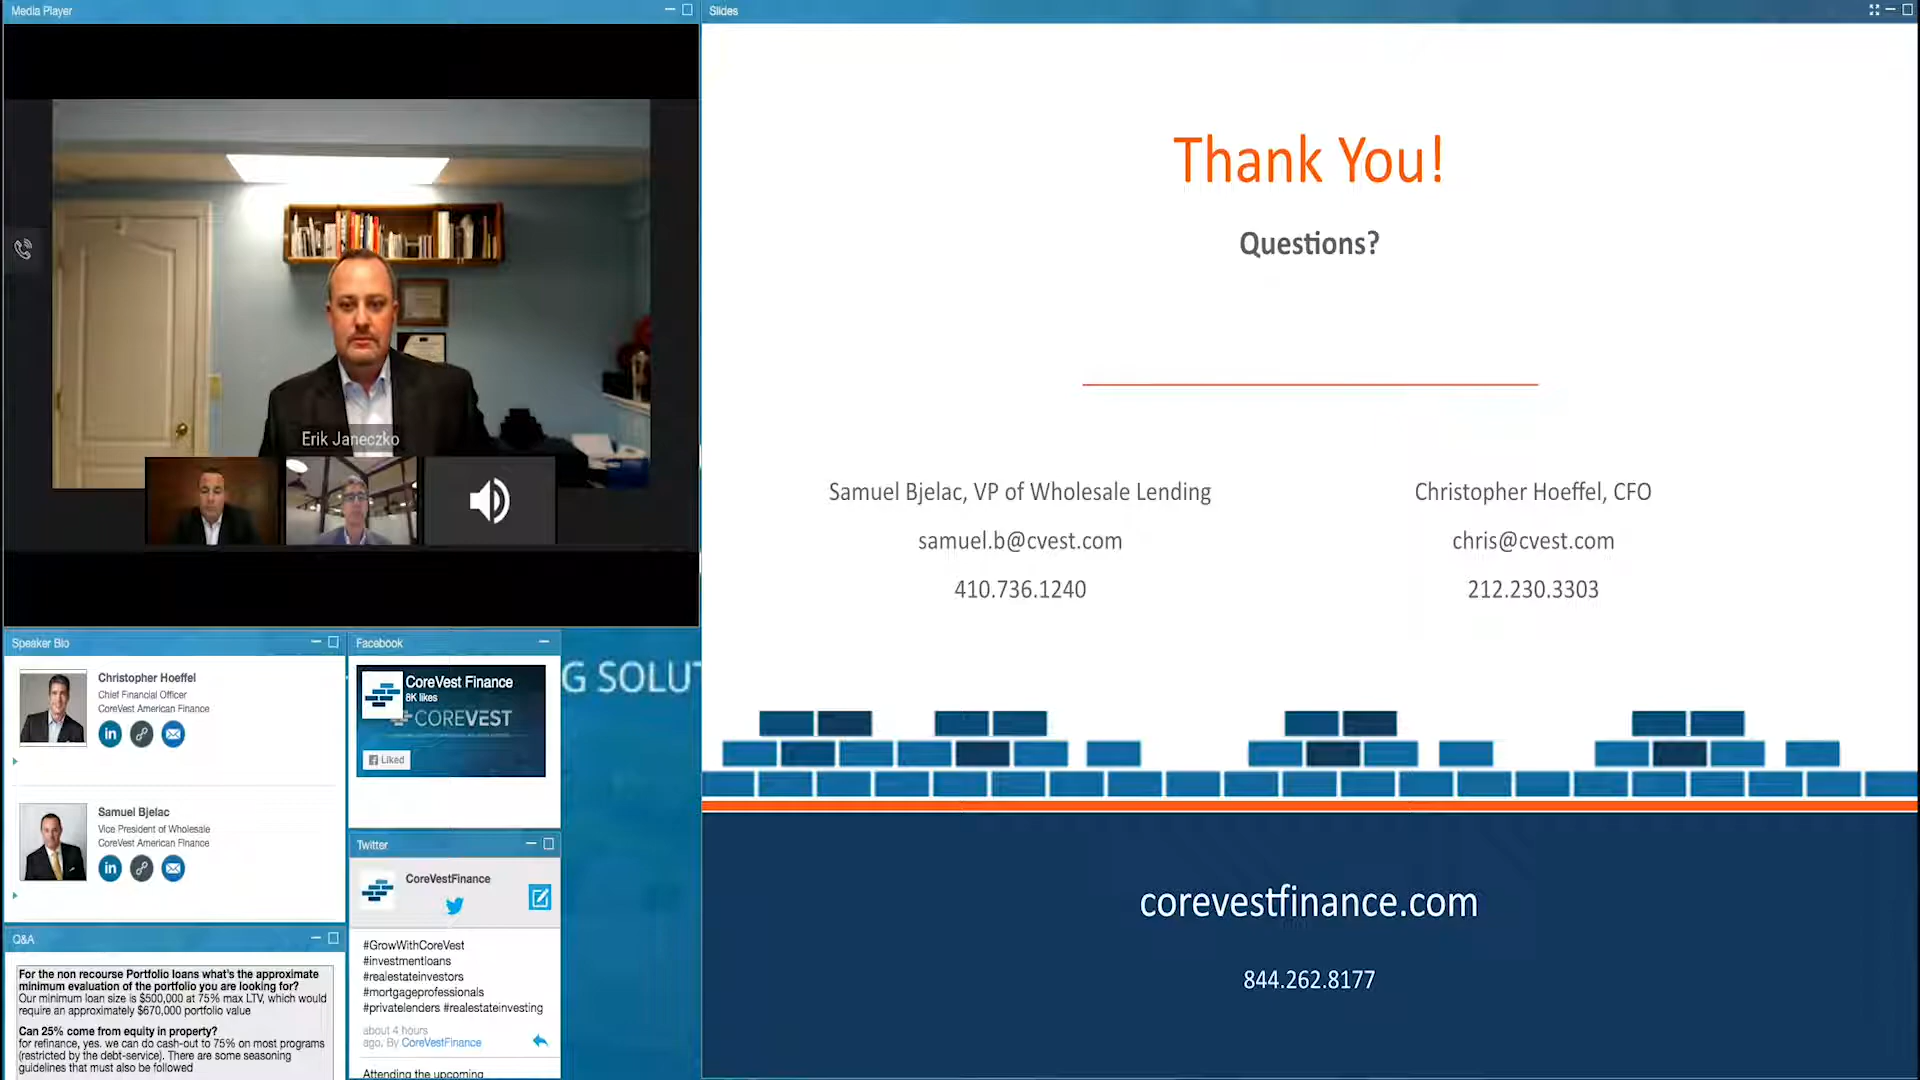 Media Player
Erik Janeczko
Speaker Bio
Christopher Hoeffel
Chief Financial Officer
CoreVest American Finance
in
Samuel Bjelac
Vice President of Wholesale
CoreVest American Finance
in
Q&A
For the non recourse Portfolio loans what's the approximate
minimum evaluation of the portfolio you are looking for?
Our minimum loan size is $500,000 at 75% max LTV, which would
require an approximately $670,000 portfolio value
Can 25% come from equity in property?
for refinance, yes. we can do cash-out to 75% on most programs
(restricted by the debt-service). There are some seasoning
guidelines that must also be followed
Facebook
CoreVest Finance
8K likes
COREVEST
Liked
G SOLUT
Twitter
CoreVestFinance
#GrowWithCoreVest
#investmentloans
#realestateinvestors
#mortgageprofessionals
#privatelenders #realestateinvesting
about 4 hours
ago. By CoreVestFinance
Attending the upcoming
Slides
Thank You!
Questions?
Samuel Bjelac, VP of Wholesale Lending
samuel.b@cvest.com
410.736.1240
Christopher Hoeffel, CFO
chris@cvest.com
212.230.3303
corevestfinance.com
844.262.8177